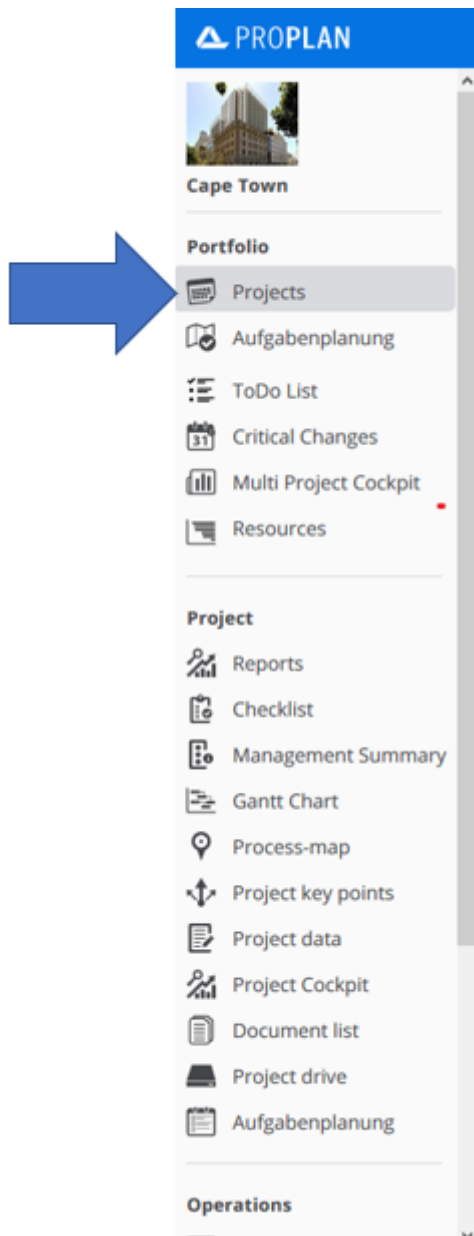 PROPLAN
Cape Town
Portfolio
Projects
Aufgabenplanung
ToDo List
31
Critical Changes
Multi Project Cockpit
Resources
Project
Reports
Checklist
Management Summary
Gantt Chart
Process-map
Project key points
Project data
Project Cockpit
Document list
Project drive
Aufgabenplanung
Operations